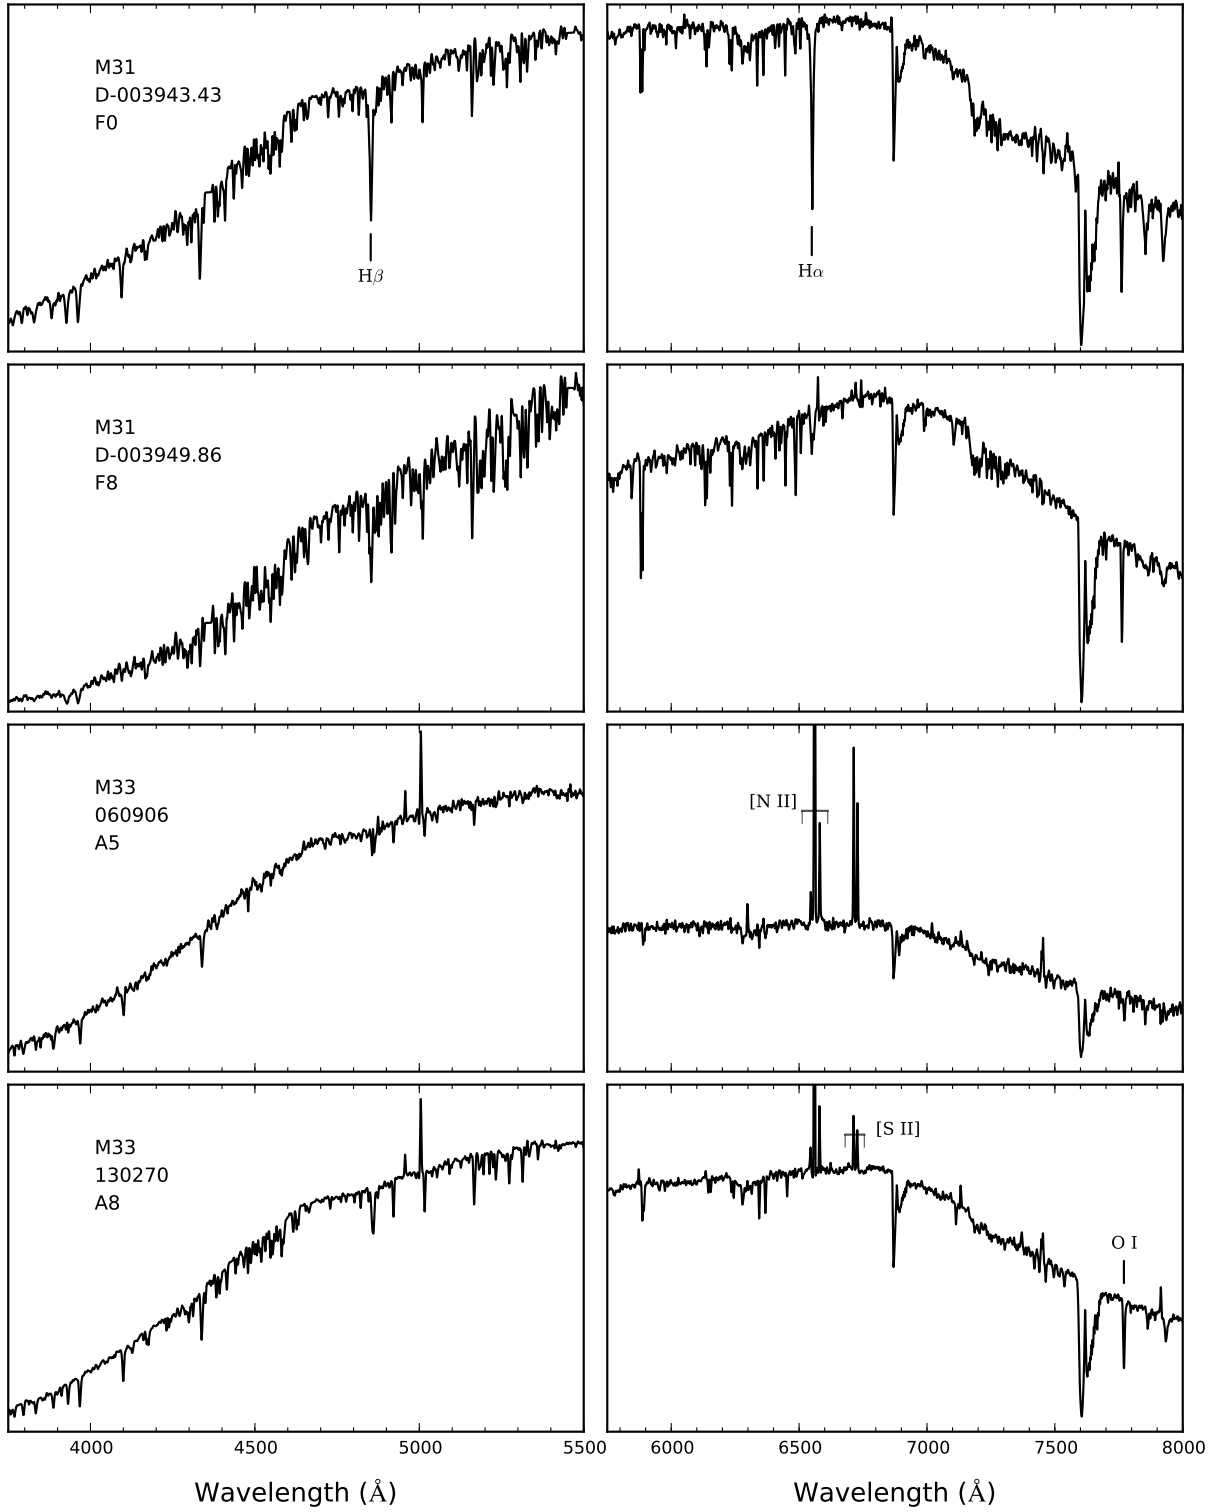 M31
D-003943.43
F0
Hβ
Hα
M31
D-003949.86
F8
M33
060906
A5
[N II]
M33
130270
A8
[S II]
O I
4000 4500 5000 5500 6000 6500 7000 7500 8000
Wavelength (Å) Wavelength (Å)